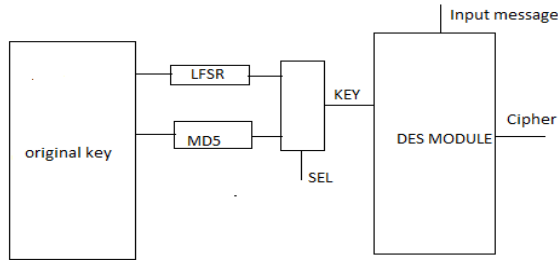 Input message
LFSR
KEY
Cipher
MD5
DES MODULE
original key
SEL